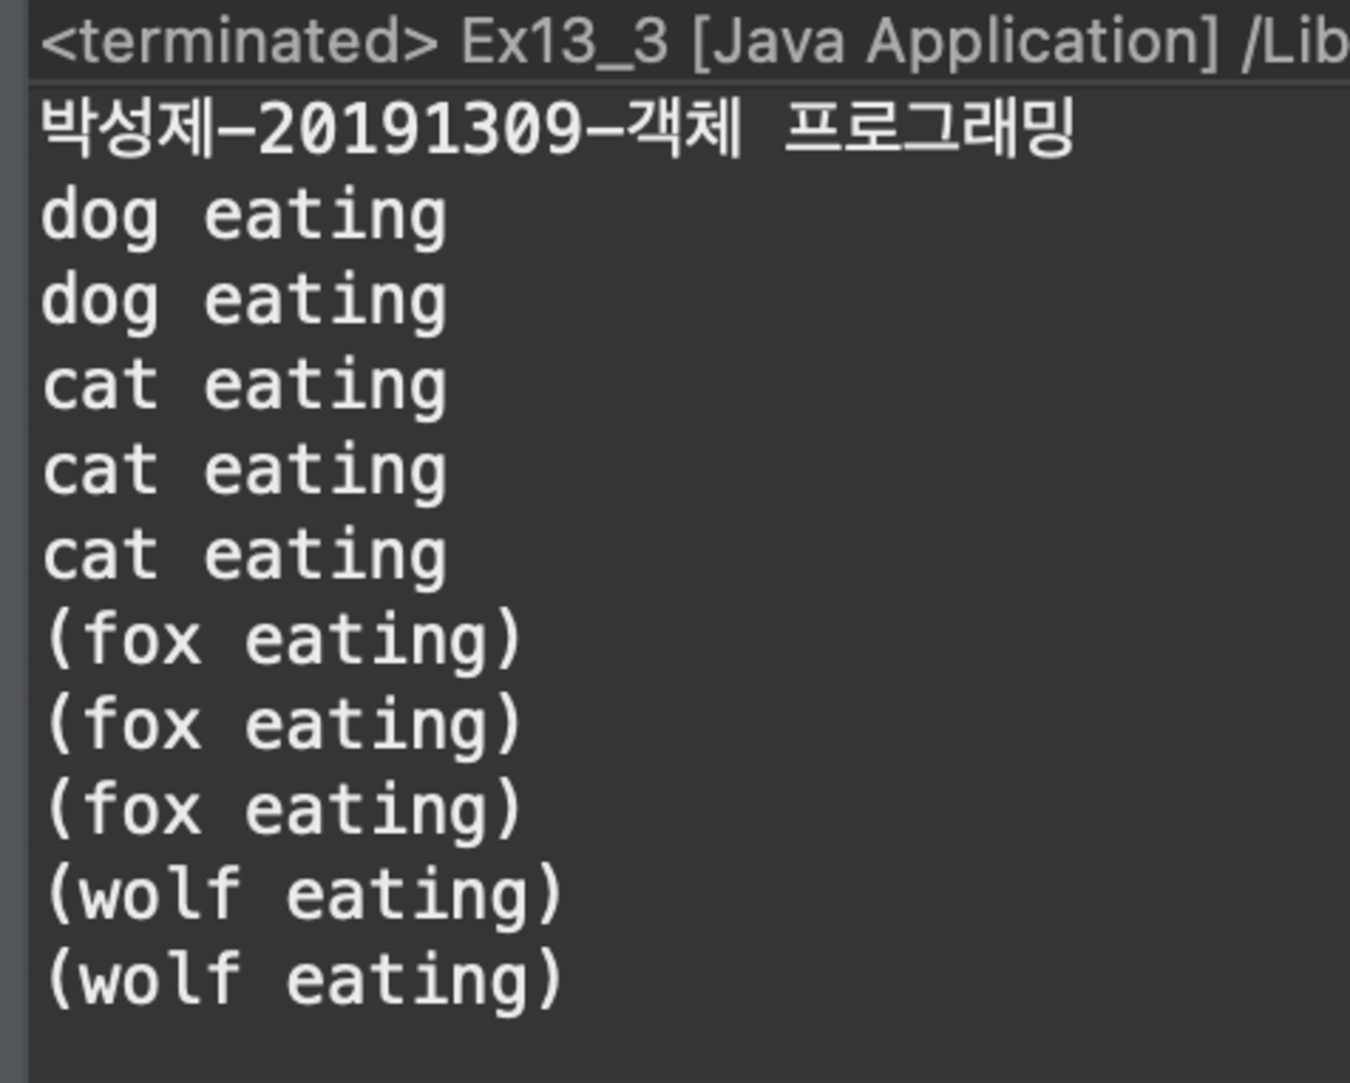 <terminated> Ex13_3 [Java Application] /Lib
박성제-20191309-객체 프로그래밍
dog eating
dog eating
cat eating
cat eating
cat eating
(fox eating)
(fox eating)
(fox eating)
(wolf eating)
(wolf eating)